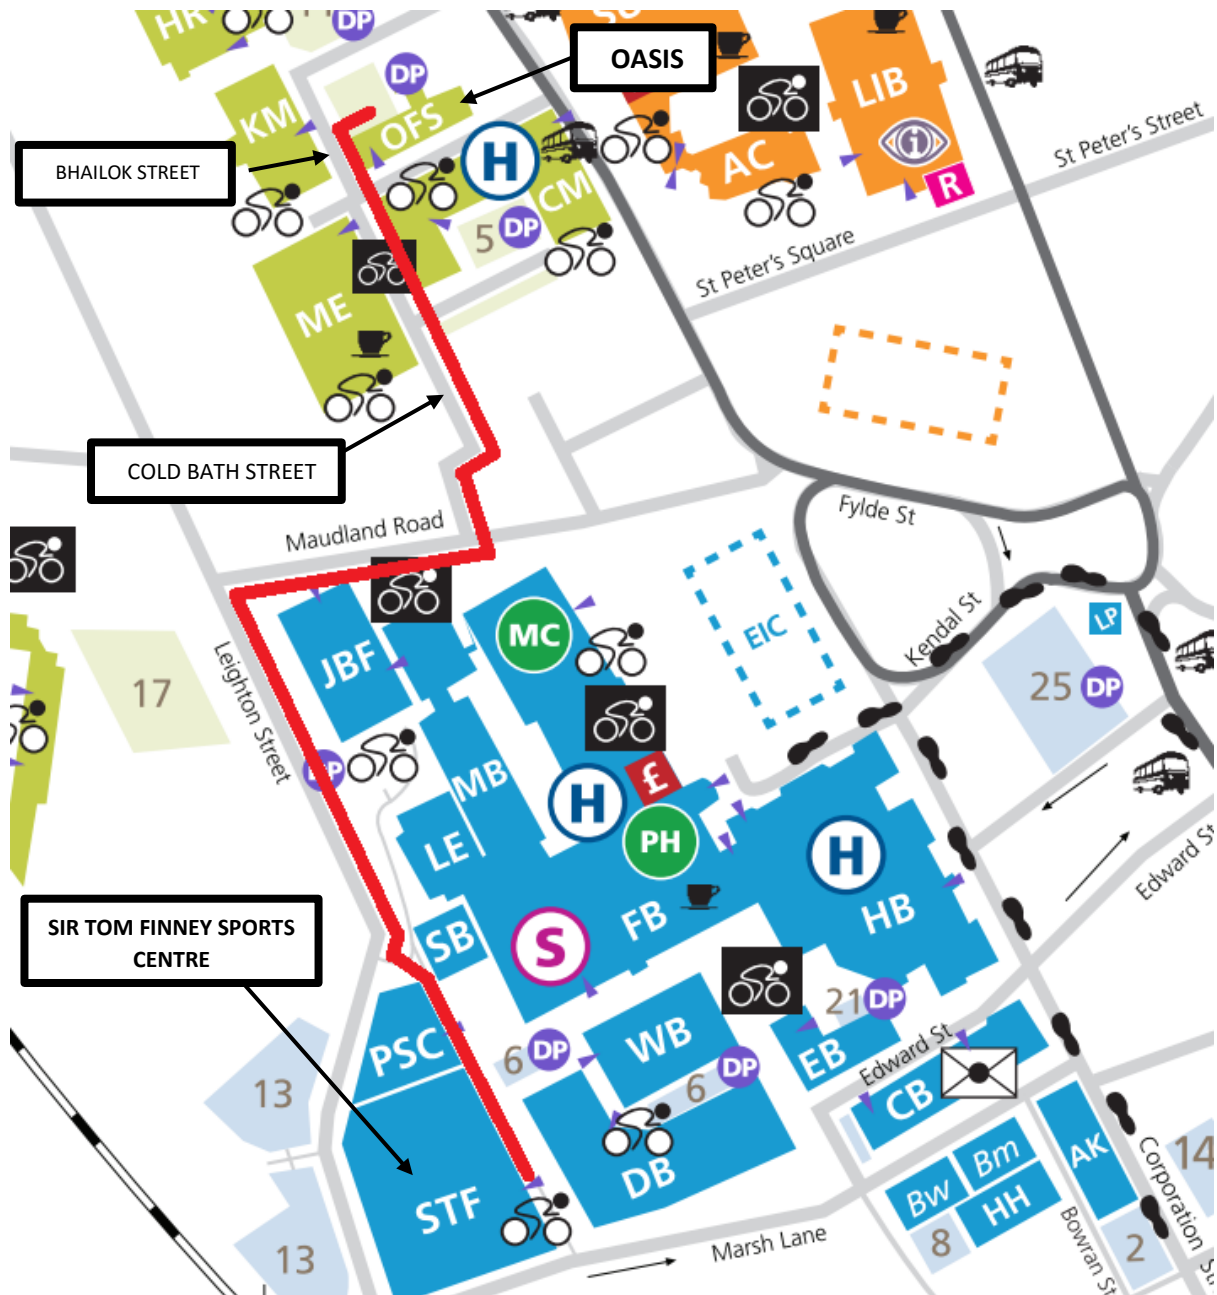 HR
11
DP
SU
OASIS
DP
LIB
KM
OFS
St Peter's Street
H
AC
R
BHAILOK STREET
CM
5
DP
St Peter's Square
ME
COLD BATH STREET
Fylde St
Maudland Road
MC
EIC
LP
Kendal St
JBF
17
25
DP
Leighton Street
DP
MB
£
H
PH
H
LE
Edward St
FB
HB
SIR TOM FINNEY SPORTS
CENTRE
SB
S
21
DP
PSC
6
DP
WB
EB
Edward St
13
6
DP
CB
AK
Corporation St
14
DB
Bw
Bm
STF
HH
Marsh Lane
8
Bowran St
2
13